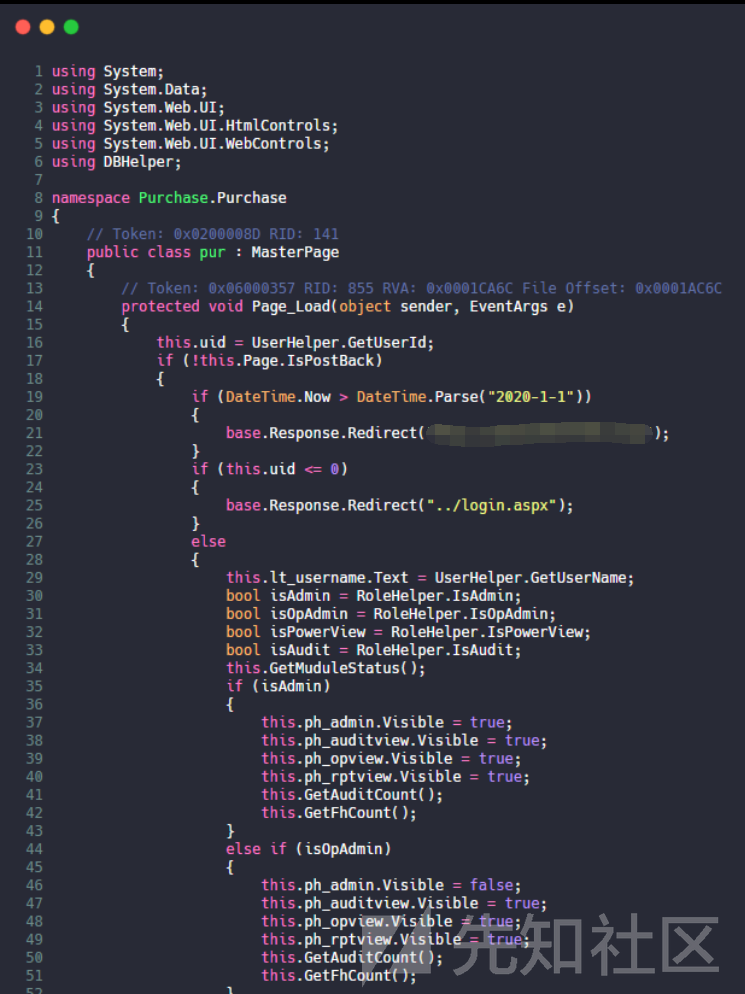 1 using System;
2 using System.Data;
3 using System.Web.UI;
4 using System.Web.UI.HtmlControls;
5 using System.Web.UI.WebControls;
6 using DBHelper;
7
8 namespace Purchase.Purchase
9 {
10     // Token: 0x0200008D RID: 141
11     public class pur : MasterPage
12     {
13         // Token: 0x06000357 RID: 855 RVA: 0x0001CA6C File Offset: 0x0001AC6C
14         protected void Page_Load(object sender, EventArgs e)
15         {
16             this.uid = UserHelper.GetUserId;
17             if (!this.Page.IsPostBack)
18             {
19                 if (DateTime.Now > DateTime.Parse("2020-1-1"))
20                 {
21                     base.Response.Redirect( );
22                 }
23                 if (this.uid <= 0)
24                 {
25                     base.Response.Redirect("../login.aspx");
26                 }
27                 else
28                 {
29                     this.lt_username.Text = UserHelper.GetUserName;
30                     bool isAdmin = RoleHelper.IsAdmin;
31                     bool isOpAdmin = RoleHelper.IsOpAdmin;
32                     bool isPowerView = RoleHelper.IsPowerView;
33                     bool isAudit = RoleHelper.IsAudit;
34                     this.GetMuduleStatus();
35                     if (isAdmin)
36                     {
37                         this.ph_admin.Visible = true;
38                         this.ph_auditview.Visible = true;
39                         this.ph_opview.Visible = true;
40                         this.ph_rptview.Visible = true;
41                         this.GetAuditCount();
42                         this.GetFhCount();
43                     }
44                     else if (isOpAdmin)
45                     {
46                         this.ph_admin.Visible = false;
47                         this.ph_auditview.Visible = true;
48                         this.ph_opview.Visible = true;
49                         this.ph_rptview.Visible = true;
50                         this.GetAuditCount();
51                         this.GetFhCount();
52                     }
先知社区